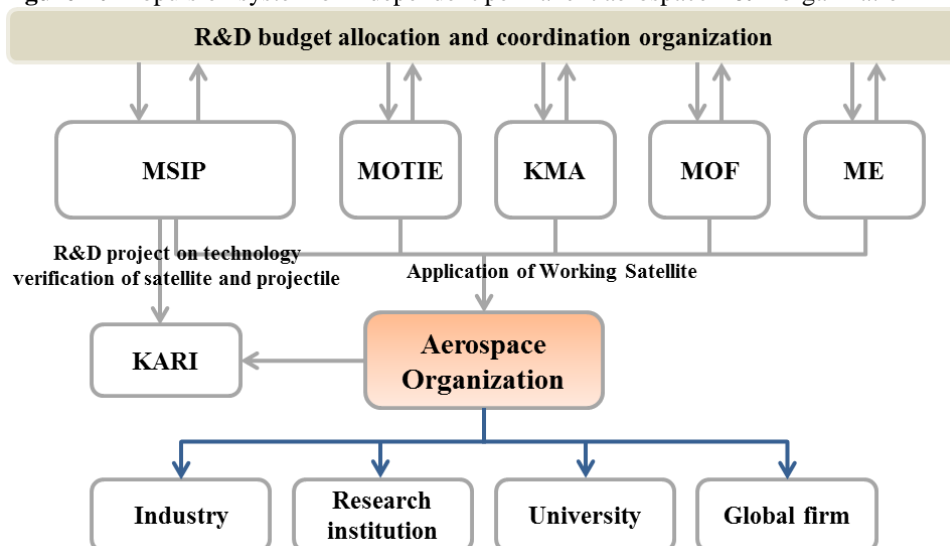 R&D budget allocation and coordination organization
MSIP
MOTIE
KMA
MOF
ME
R&D project on technology
verification of satellite and projectile
Application of Working Satellite
KARI
Aerospace
Organization
Industry
Research
institution
University
Global firm